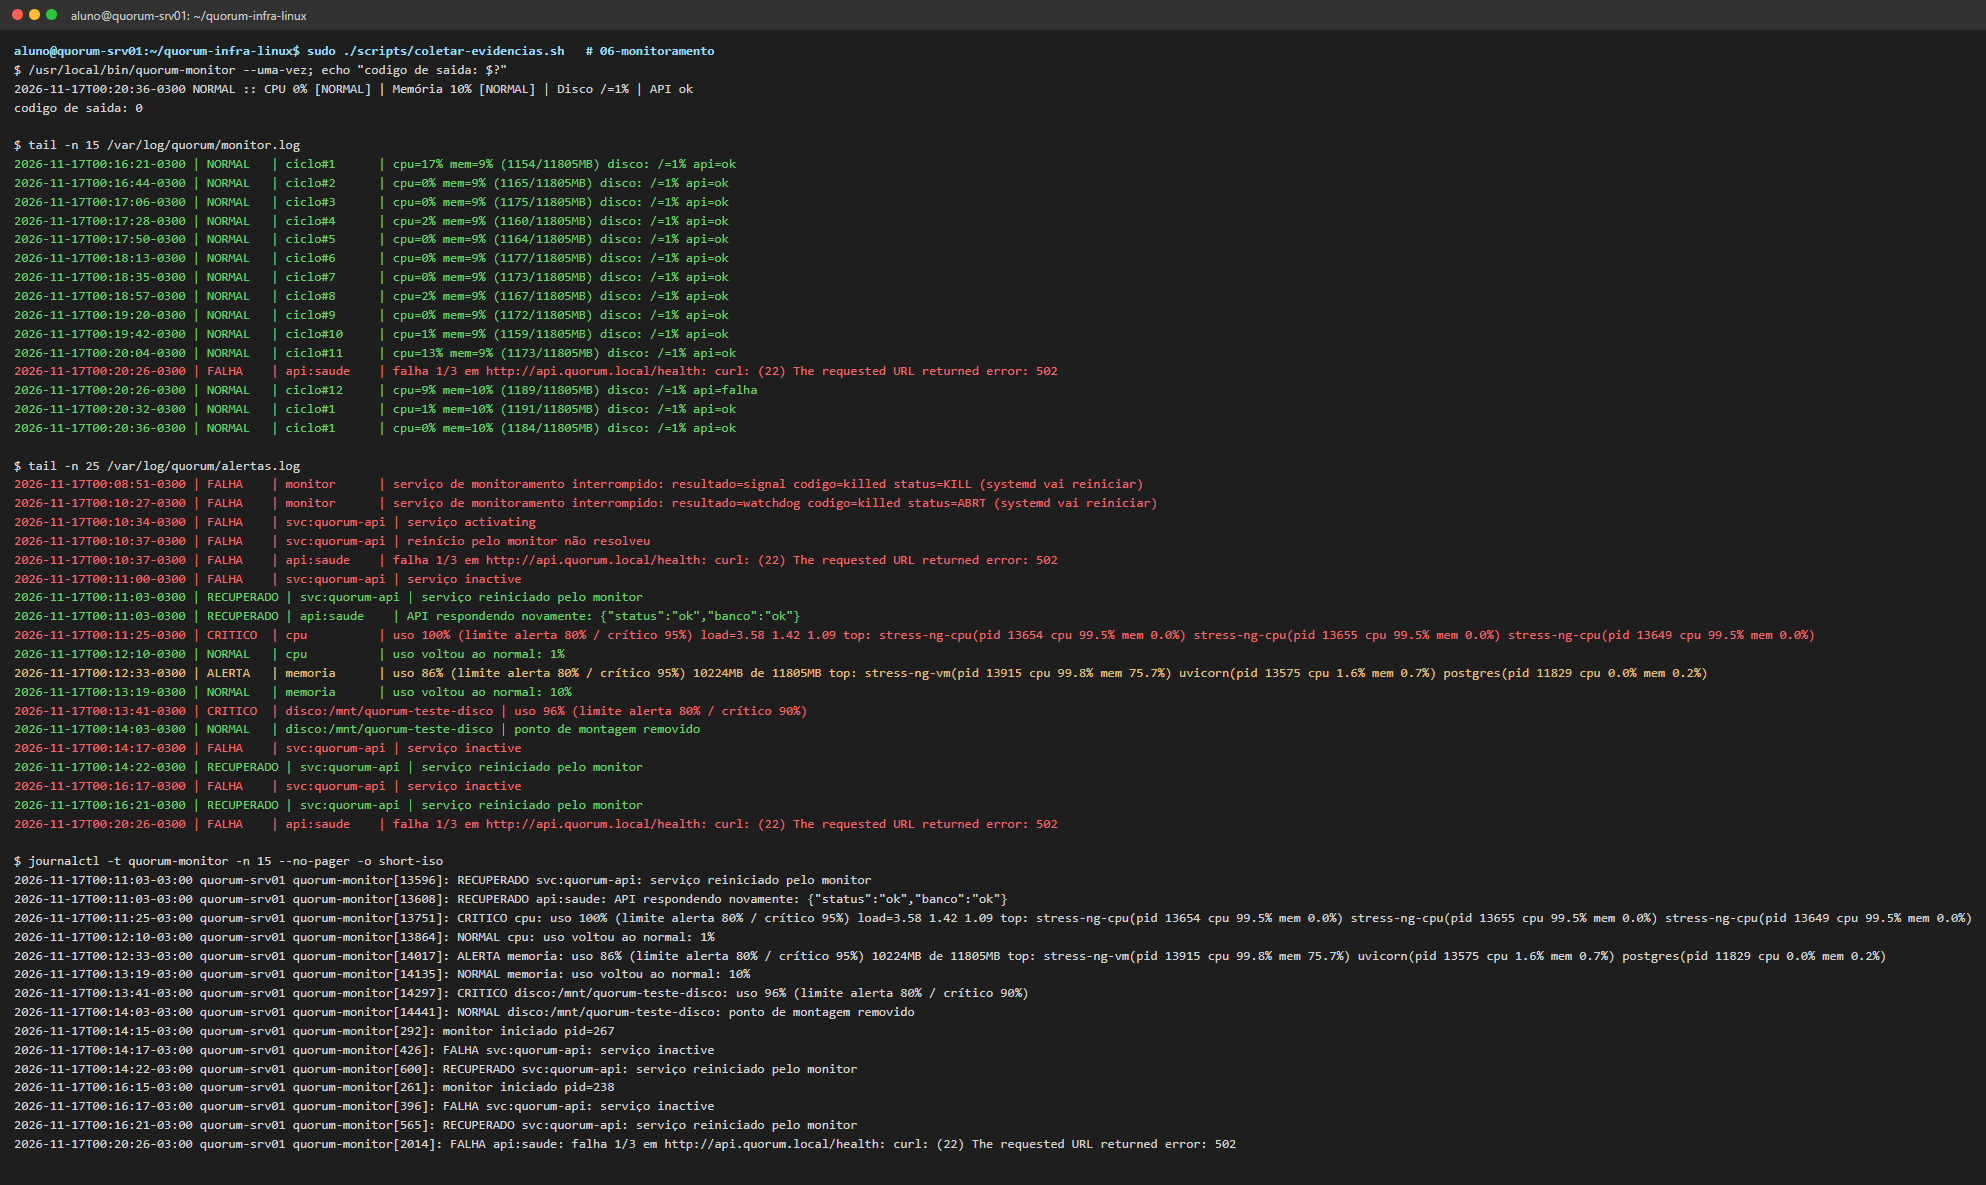 aluno@quorum-srv01: ~/quorum-infra-linux
aluno@quorum-srv01:~/quorum-infra-linux$ sudo ./scripts/coletar-evidencias.sh   # 06-monitoramento
$ /usr/local/bin/quorum-monitor --uma-vez; echo "codigo de saida: $?"
2026-11-17T00:20:36-0300 NORMAL :: CPU 0% [NORMAL] | Memória 10% [NORMAL] | Disco /=1% | API ok
codigo de saida: 0
$ tail -n 15 /var/log/quorum/monitor.log
2026-11-17T00:16:21-0300 | NORMAL   | ciclo#1      | cpu=17% mem=9% (1154/11805MB) disco: /=1% api=ok
2026-11-17T00:16:44-0300 | NORMAL   | ciclo#2      | cpu=0% mem=9% (1165/11805MB) disco: /=1% api=ok
2026-11-17T00:17:06-0300 | NORMAL   | ciclo#3      | cpu=0% mem=9% (1175/11805MB) disco: /=1% api=ok
2026-11-17T00:17:28-0300 | NORMAL   | ciclo#4      | cpu=2% mem=9% (1160/11805MB) disco: /=1% api=ok
2026-11-17T00:17:50-0300 | NORMAL   | ciclo#5      | cpu=0% mem=9% (1164/11805MB) disco: /=1% api=ok
2026-11-17T00:18:13-0300 | NORMAL   | ciclo#6      | cpu=0% mem=9% (1177/11805MB) disco: /=1% api=ok
2026-11-17T00:18:35-0300 | NORMAL   | ciclo#7      | cpu=0% mem=9% (1173/11805MB) disco: /=1% api=ok
2026-11-17T00:18:57-0300 | NORMAL   | ciclo#8      | cpu=2% mem=9% (1167/11805MB) disco: /=1% api=ok
2026-11-17T00:19:20-0300 | NORMAL   | ciclo#9      | cpu=0% mem=9% (1172/11805MB) disco: /=1% api=ok
2026-11-17T00:19:42-0300 | NORMAL   | ciclo#10     | cpu=1% mem=9% (1159/11805MB) disco: /=1% api=ok
2026-11-17T00:20:04-0300 | NORMAL   | ciclo#11     | cpu=13% mem=9% (1173/11805MB) disco: /=1% api=ok
2026-11-17T00:20:26-0300 | FALHA    | api:saude    | falha 1/3 em http://api.quorum.local/health: curl: (22) The requested URL returned error: 502
2026-11-17T00:20:26-0300 | NORMAL   | ciclo#12     | cpu=9% mem=10% (1189/11805MB) disco: /=1% api=falha
2026-11-17T00:20:32-0300 | NORMAL   | ciclo#1      | cpu=1% mem=10% (1191/11805MB) disco: /=1% api=ok
2026-11-17T00:20:36-0300 | NORMAL   | ciclo#1      | cpu=0% mem=10% (1184/11805MB) disco: /=1% api=ok
$ tail -n 25 /var/log/quorum/alertas.log
2026-11-17T00:08:51-0300 | FALHA    | monitor      | serviço de monitoramento interrompido: resultado=signal codigo=killed status=KILL (systemd vai reiniciar)
2026-11-17T00:10:27-0300 | FALHA    | monitor      | serviço de monitoramento interrompido: resultado=watchdog codigo=killed status=ABRT (systemd vai reiniciar)
2026-11-17T00:10:34-0300 | FALHA    | svc:quorum-api | serviço activating
2026-11-17T00:10:37-0300 | FALHA    | svc:quorum-api | reinício pelo monitor não resolveu
2026-11-17T00:10:37-0300 | FALHA    | api:saude    | falha 1/3 em http://api.quorum.local/health: curl: (22) The requested URL returned error: 502
2026-11-17T00:11:00-0300 | FALHA    | svc:quorum-api | serviço inactive
2026-11-17T00:11:03-0300 | RECUPERADO | svc:quorum-api | serviço reiniciado pelo monitor
2026-11-17T00:11:03-0300 | RECUPERADO | api:saude    | API respondendo novamente: {"status":"ok","banco":"ok"}
2026-11-17T00:11:25-0300 | CRITICO  | cpu          | uso 100% (limite alerta 80% / crítico 95%) load=3.58 1.42 1.09 top: stress-ng-cpu(pid 13654 cpu 99.5% mem 0.0%) stress-ng-cpu(pid 13655 cpu 99.5% mem 0.0%) stress-ng-cpu(pid 13649 cpu 99.5% mem 0.0%)
2026-11-17T00:12:10-0300 | NORMAL   | cpu          | uso voltou ao normal: 1%
2026-11-17T00:12:33-0300 | ALERTA   | memoria      | uso 86% (limite alerta 80% / crítico 95%) 10224MB de 11805MB top: stress-ng-vm(pid 13915 cpu 99.8% mem 75.7%) uvicorn(pid 13575 cpu 1.6% mem 0.7%) postgres(pid 11829 cpu 0.0% mem 0.2%)
2026-11-17T00:13:19-0300 | NORMAL   | memoria      | uso voltou ao normal: 10%
2026-11-17T00:13:41-0300 | CRITICO  | disco:/mnt/quorum-teste-disco | uso 96% (limite alerta 80% / crítico 90%)
2026-11-17T00:14:03-0300 | NORMAL   | disco:/mnt/quorum-teste-disco | ponto de montagem removido
2026-11-17T00:14:17-0300 | FALHA    | svc:quorum-api | serviço inactive
2026-11-17T00:14:22-0300 | RECUPERADO | svc:quorum-api | serviço reiniciado pelo monitor
2026-11-17T00:16:17-0300 | FALHA    | svc:quorum-api | serviço inactive
2026-11-17T00:16:21-0300 | RECUPERADO | svc:quorum-api | serviço reiniciado pelo monitor
2026-11-17T00:20:26-0300 | FALHA    | api:saude    | falha 1/3 em http://api.quorum.local/health: curl: (22) The requested URL returned error: 502
$ journalctl -t quorum-monitor -n 15 --no-pager -o short-iso
2026-11-17T00:11:03-03:00 quorum-srv01 quorum-monitor[13596]: RECUPERADO svc:quorum-api: serviço reiniciado pelo monitor
2026-11-17T00:11:03-03:00 quorum-srv01 quorum-monitor[13608]: RECUPERADO api:saude: API respondendo novamente: {"status":"ok","banco":"ok"}
2026-11-17T00:11:25-03:00 quorum-srv01 quorum-monitor[13751]: CRITICO cpu: uso 100% (limite alerta 80% / crítico 95%) load=3.58 1.42 1.09 top: stress-ng-cpu(pid 13654 cpu 99.5% mem 0.0%) stress-ng-cpu(pid 13655 cpu 99.5% mem 0.0%) stress-ng-cpu(pid 13649 cpu 99.5% mem 0.0%)
2026-11-17T00:12:10-03:00 quorum-srv01 quorum-monitor[13864]: NORMAL cpu: uso voltou ao normal: 1%
2026-11-17T00:12:33-03:00 quorum-srv01 quorum-monitor[14017]: ALERTA memoria: uso 86% (limite alerta 80% / crítico 95%) 10224MB de 11805MB top: stress-ng-vm(pid 13915 cpu 99.8% mem 75.7%) uvicorn(pid 13575 cpu 1.6% mem 0.7%) postgres(pid 11829 cpu 0.0% mem 0.2%)
2026-11-17T00:13:19-03:00 quorum-srv01 quorum-monitor[14135]: NORMAL memoria: uso voltou ao normal: 10%
2026-11-17T00:13:41-03:00 quorum-srv01 quorum-monitor[14297]: CRITICO disco:/mnt/quorum-teste-disco: uso 96% (limite alerta 80% / crítico 90%)
2026-11-17T00:14:03-03:00 quorum-srv01 quorum-monitor[14441]: NORMAL disco:/mnt/quorum-teste-disco: ponto de montagem removido
2026-11-17T00:14:15-03:00 quorum-srv01 quorum-monitor[292]: monitor iniciado pid=267
2026-11-17T00:14:17-03:00 quorum-srv01 quorum-monitor[426]: FALHA svc:quorum-api: serviço inactive
2026-11-17T00:14:22-03:00 quorum-srv01 quorum-monitor[600]: RECUPERADO svc:quorum-api: serviço reiniciado pelo monitor
2026-11-17T00:16:15-03:00 quorum-srv01 quorum-monitor[261]: monitor iniciado pid=238
2026-11-17T00:16:17-03:00 quorum-srv01 quorum-monitor[396]: FALHA svc:quorum-api: serviço inactive
2026-11-17T00:16:21-03:00 quorum-srv01 quorum-monitor[565]: RECUPERADO svc:quorum-api: serviço reiniciado pelo monitor
2026-11-17T00:20:26-03:00 quorum-srv01 quorum-monitor[2014]: FALHA api:saude: falha 1/3 em http://api.quorum.local/health: curl: (22) The requested URL returned error: 502